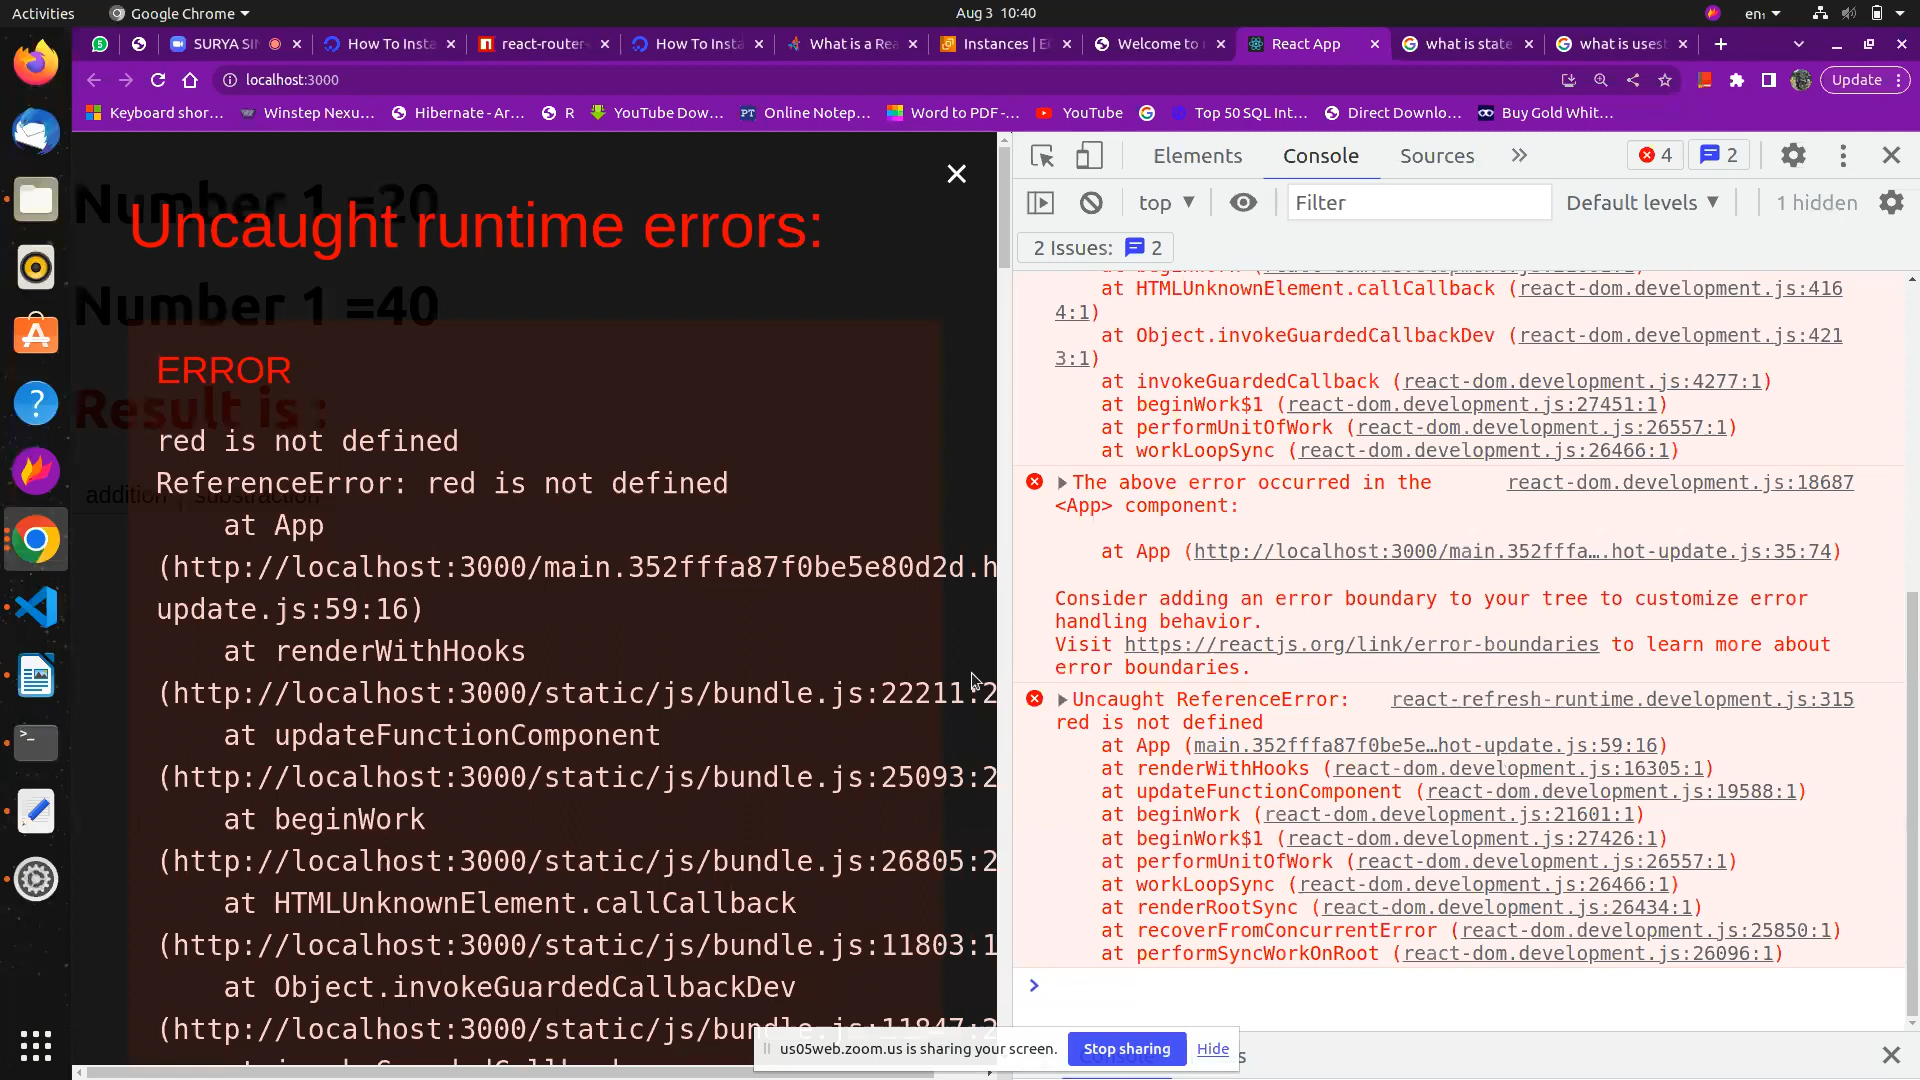 Activities
Google Chrome
Aug 3 10:40
en₁
SURYA SI
How To Insta
react-router-
How To Insta
What is a Rea
Instances | E
Welcome to
React App
what is state
what is usest
localhost:3000
Update
Keyboard shor...
Winstep Nexu...
Hibernate - Ar...
R
YouTube Dow...
Online Notep...
Word to PDF -...
YouTube
Top 50 SQL Int...
Direct Downlo...
Buy Gold Whit...
Number 1 =20
Uncaught runtime errors:
Number 1 =40
ERROR
Result is :
red is not defined
ReferenceError: red is not defined
addition
substraction
at App
(http://localhost:3000/main.352fffa87f0be5e80d2d.h
update.js:59:16)
at renderWithHooks
(http://localhost:3000/static/js/bundle.js:22211:2
at updateFunctionComponent
(http://localhost:3000/static/js/bundle.js:25093:2
at beginWork
(http://localhost:3000/static/js/bundle.js:26805:2
at HTMLUnknownElement.callCallback
(http://localhost:3000/static/js/bundle.js:11803:1
at Object.invokeGuardedCallbackDev
(http://localhost:3000/static/js/bundle.js:11847:2
Elements
Console
Sources
4
2
top
Filter
Default levels
1 hidden
2 Issues:
2
at HTMLUnknownElement.callCallback (react-dom.development.js:416
4:1)
at Object.invokeGuardedCallbackDev (react-dom.development.js:421
3:1)
at invokeGuardedCallback (react-dom.development.js:4277:1)
at beginWork$1 (react-dom.development.js:27451:1)
at performUnitOfWork (react-dom.development.js:26557:1)
at workLoopSync (react-dom.development.js:26466:1)
The above error occurred in the react-dom.development.js:18687
<App> component:
at App (http://localhost:3000/main.352fffa….hot-update.js:35:74)
Consider adding an error boundary to your tree to customize error
handling behavior.
Visit https://reactjs.org/link/error-boundaries to learn more about
error boundaries.
Uncaught ReferenceError: react-refresh-runtime.development.js:315
red is not defined
at App (main.352fffa87f0be5e…hot-update.js:59:16)
at renderWithHooks (react-dom.development.js:16305:1)
at updateFunctionComponent (react-dom.development.js:19588:1)
at beginWork (react-dom.development.js:21601:1)
at beginWork$1 (react-dom.development.js:27426:1)
at performUnitOfWork (react-dom.development.js:26557:1)
at workLoopSync (react-dom.development.js:26466:1)
at renderRootSync (react-dom.development.js:26434:1)
at recoverFromConcurrentError (react-dom.development.js:25850:1)
at performSyncWorkOnRoot (react-dom.development.js:26096:1)
us05web.zoom.us is sharing your screen.
Stop sharing
Hide